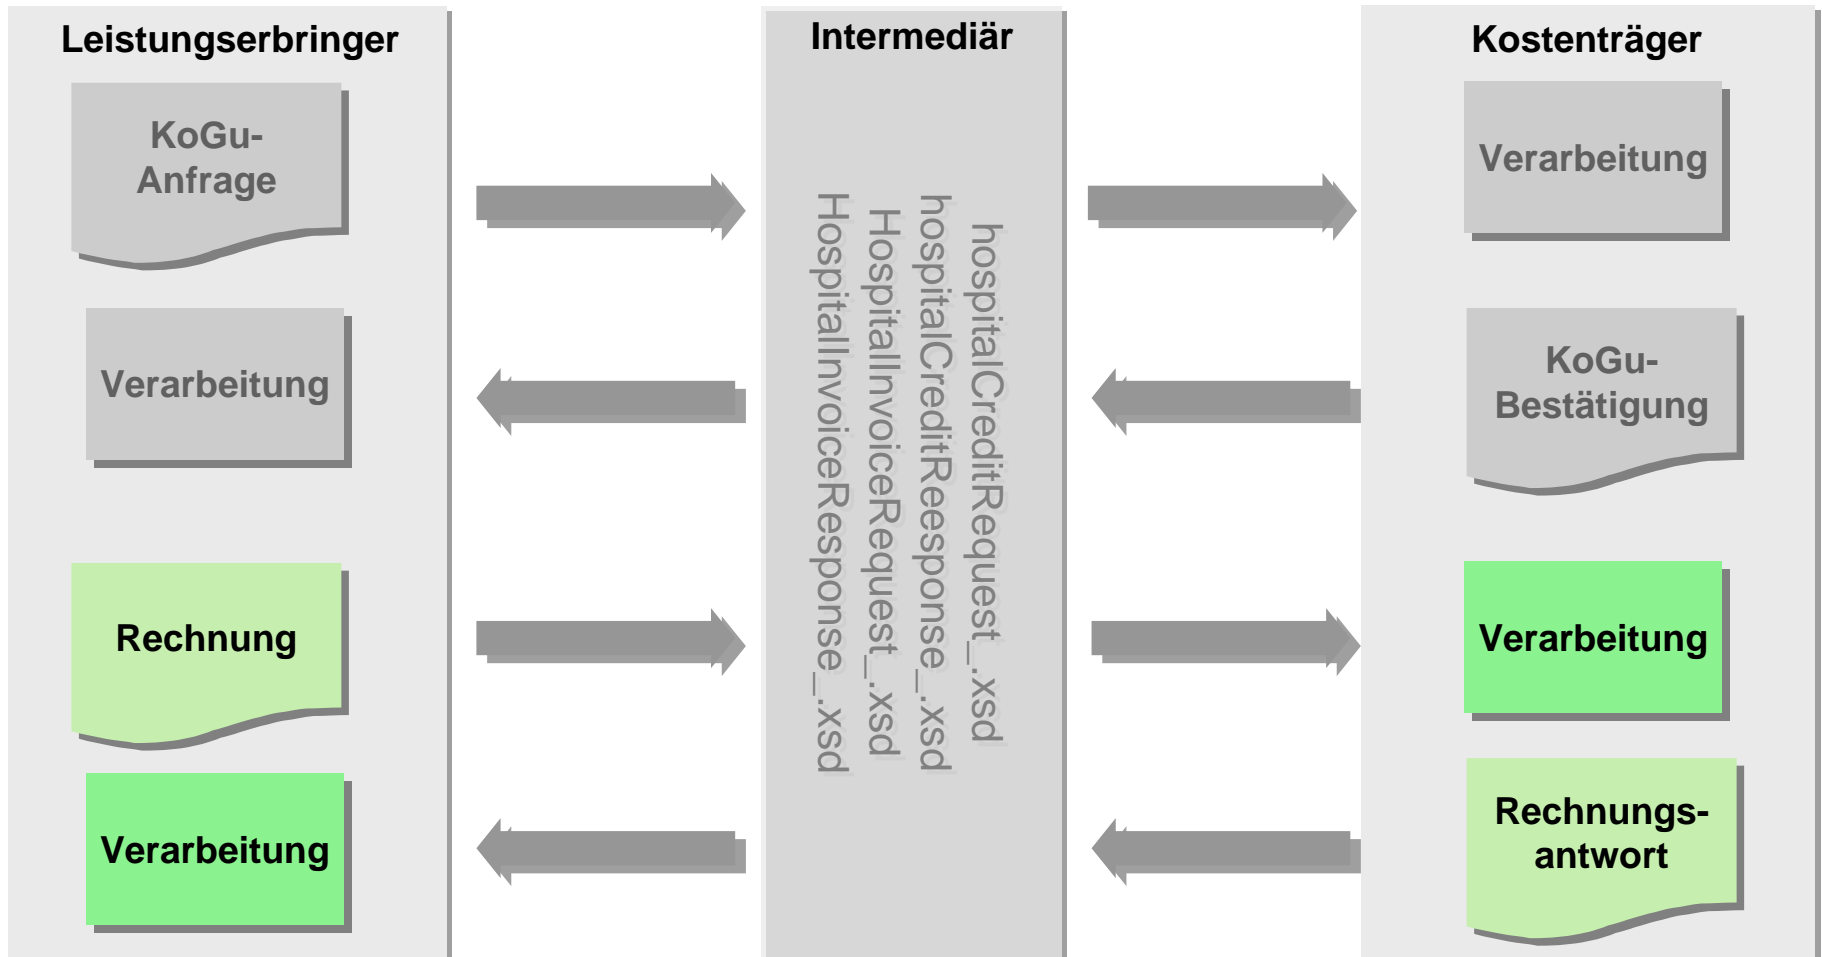 Leistungserbringer
KoGu-
Anfrage
Verarbeitung
Rechnung
Verarbeitung
Intermediär
hospitalCreditRequest_.xsd
hospitalCreditReesponse_.xsd
HospitalInvoiceRequest_.xsd
HospitalInvoiceResponse_.xsd
Kostenträger
Verarbeitung
KoGu-
Bestätigung
Verarbeitung
Rechnungs-
antwort